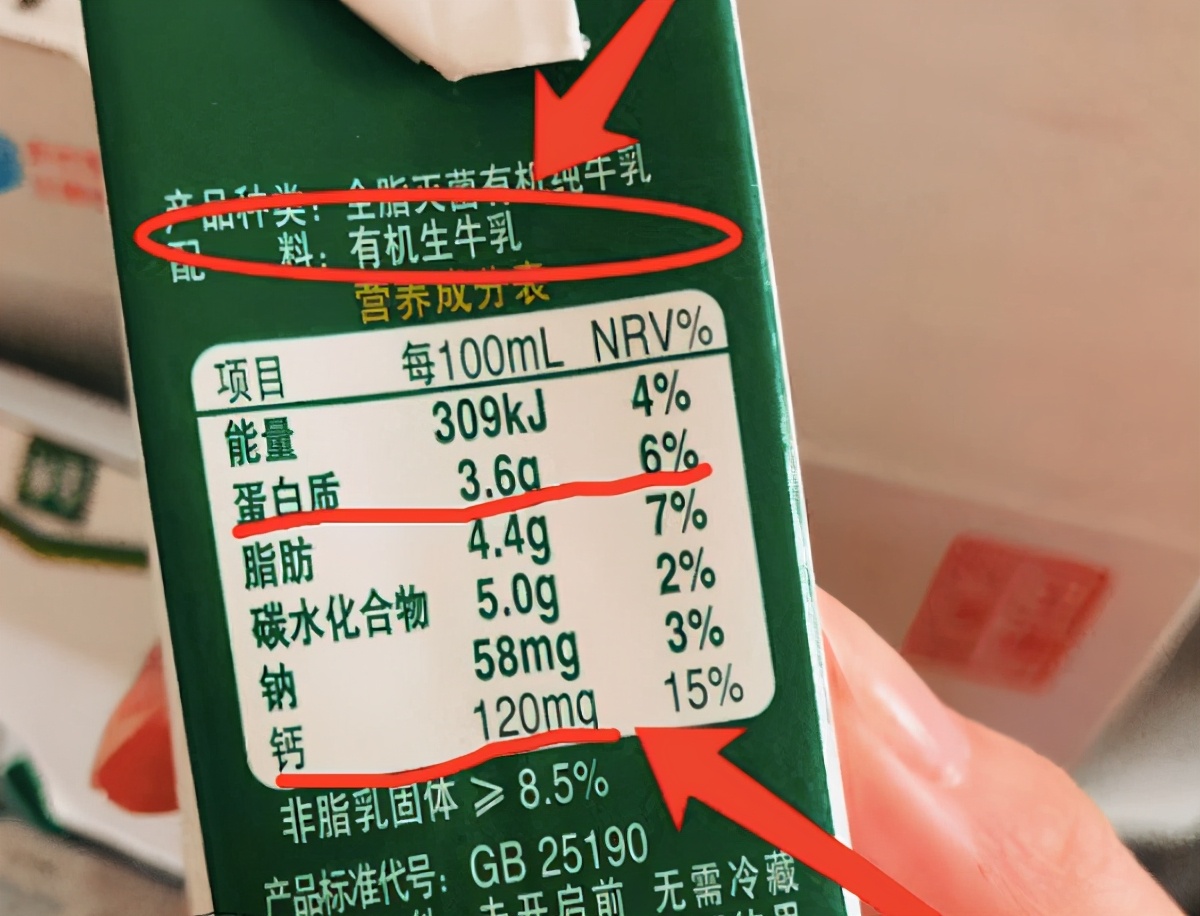 产品种类：全脂灭菌有机纯牛乳
配 料：有机生牛乳
营养成分表
项目 每100mL NRV%
能量 309kJ 4%
蛋白质 3.6g 6%
脂肪 4.4g 7%
碳水化合物 5.0g 2%
钠 58mg 3%
钙 120mg 15%
非脂乳固体 ≥ 8.5%
产品标准代号：GB 25190
未开启前 无需冷藏